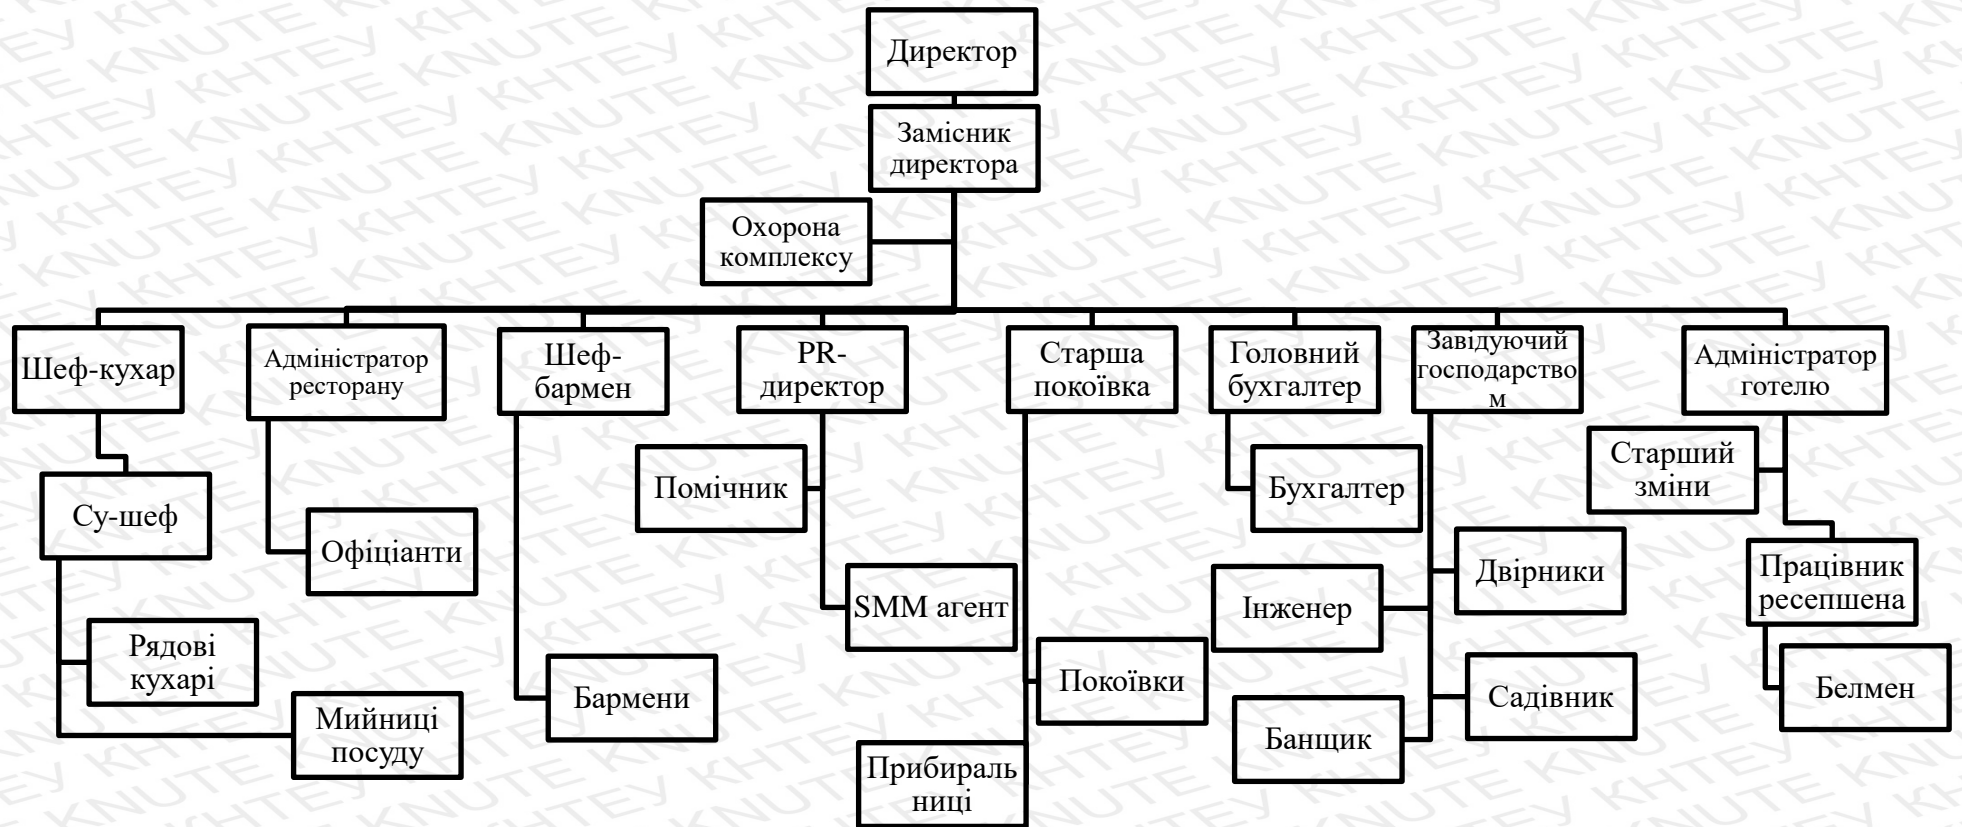 Директор
Замісник
директора
Охорона
комплексу
Шеф-кухар
Адміністратор
ресторану
Шеф-
бармен
PR-
директор
Старша
покоївка
Головний
бухгалтер
Завідуючий
господарство
м
Адміністратор
готелю
Су-шеф
Офіціанти
Помічник
Бухгалтер
Старший
зміни
SMM агент
Інженер
Двірники
Працівник
ресепшена
Рядові
кухарі
Мийниці
посуду
Бармени
Покоївки
Прибираль
ниці
Банщик
Садівник
Белмен
KNUTE КНТЕУ